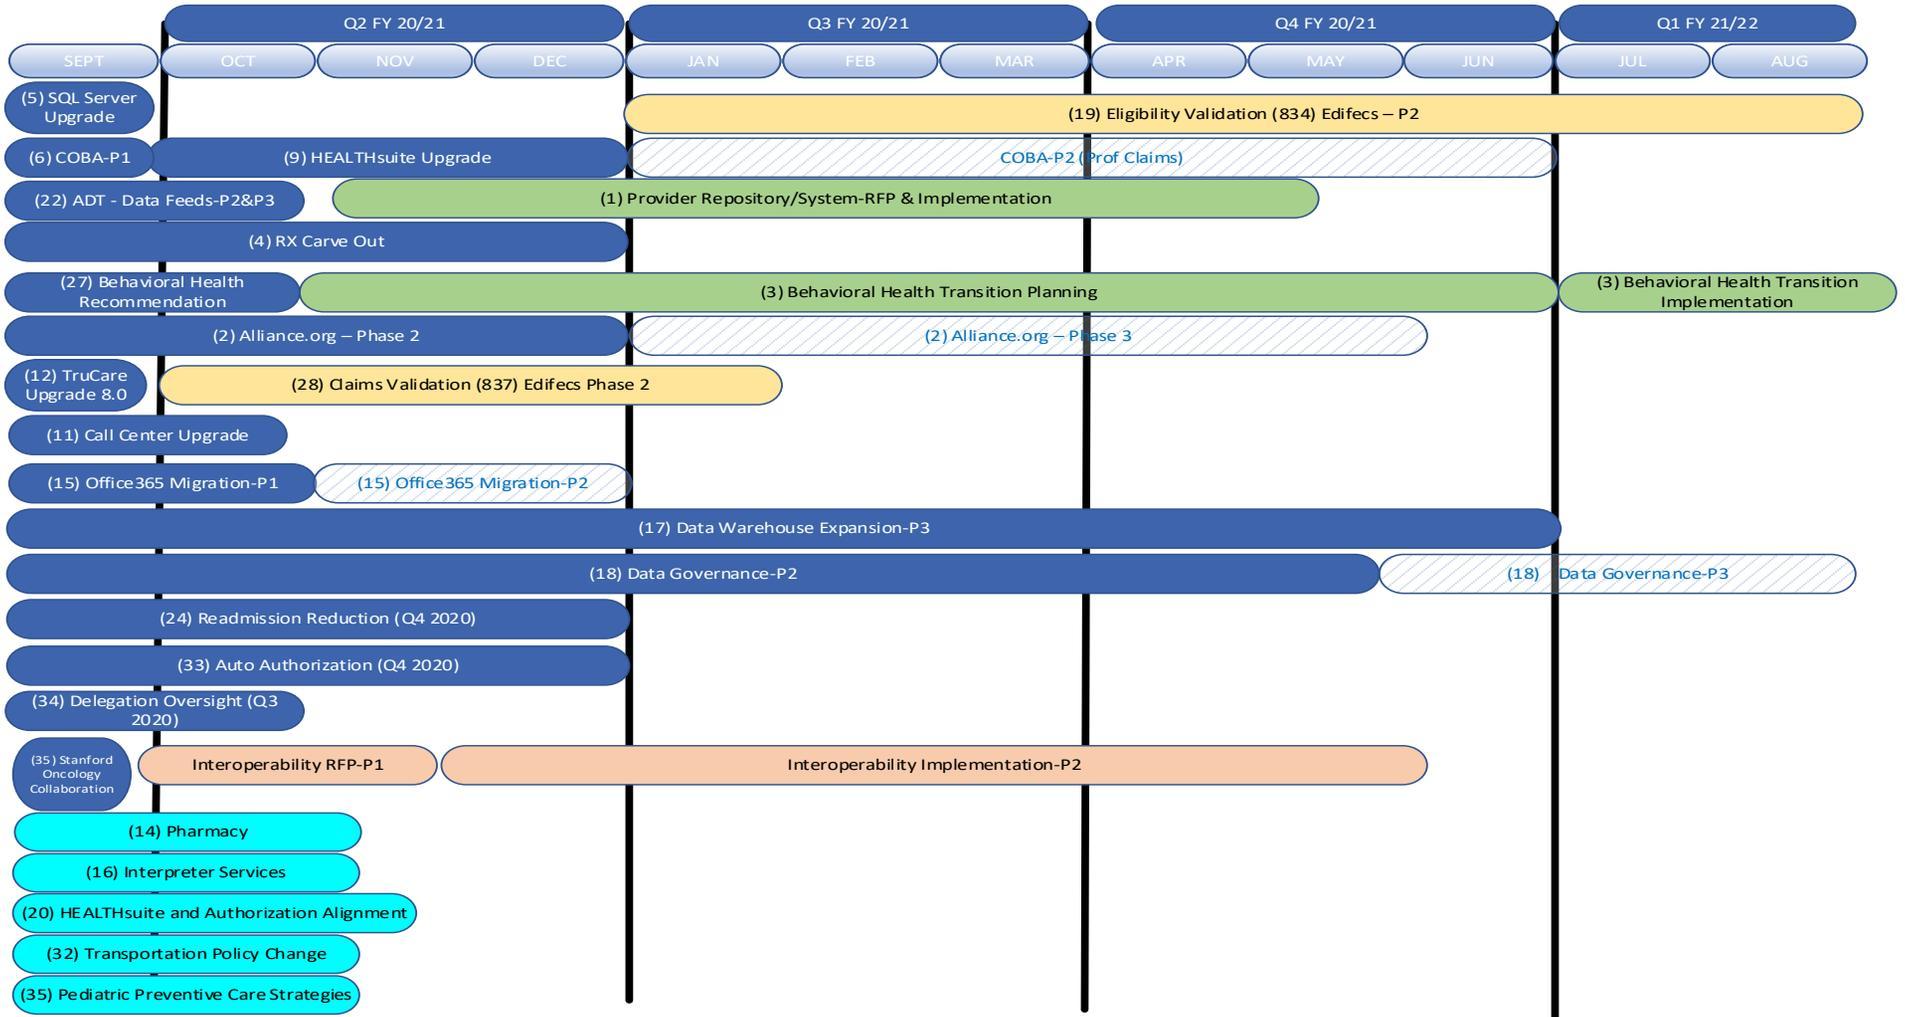 Q2 FY 20/21
Q3 FY 20/21
Q4 FY 20/21
Q1 FY 21/22
SEPT
OCT
NOV
DEC
JAN
FEB
MAR
APR
MAY
JUN
JUL
AUG
(5) SQL Server
Upgrade
(19) Eligibility Validation (834) Edifecs – P2
(6) COBA-P1
(9) HEALTHsuite Upgrade
COBA-P2 (Prof Claims)
(22) ADT - Data Feeds-P2&P3
(1) Provider Repository/System-RFP & Implementation
(4) RX Carve Out
(27) Behavioral Health
Recommendation
(3) Behavioral Health Transition Planning
(3) Behavioral Health Transition
Implementation
(2) Alliance.org – Phase 2
(2) Alliance.org – Phase 3
(12) TruCare
Upgrade 8.0
(28) Claims Validation (837) Edifecs Phase 2
(11) Call Center Upgrade
(15) Office365 Migration-P1
(15) Office365 Migration-P2
(17) Data Warehouse Expansion-P3
(18) Data Governance-P2
(18) Data Governance-P3
(24) Readmission Reduction (Q4 2020)
(33) Auto Authorization (Q4 2020)
(34) Delegation Oversight (Q3
2020)
(35) Stanford
Oncology
Collaboration
Interoperability RFP-P1
Interoperability Implementation-P2
(14) Pharmacy
(16) Interpreter Services
(20) HEALTHsuite and Authorization Alignment
(32) Transportation Policy Change
(35) Pediatric Preventive Care Strategies